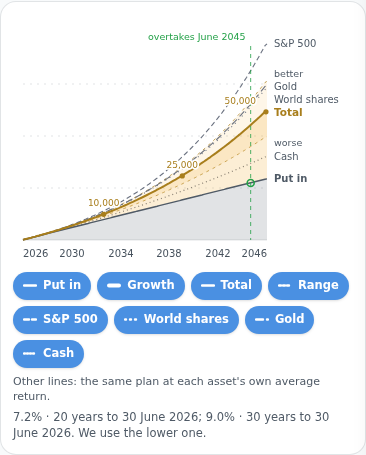 overtakes June 2045
S&P 500
better
Gold
World shares
Total
50,000
worse
Cash
25,000
Put in
10,000
2026 2030 2034 2038 2042 2046
Put in Growth Total Range
S&P 500 World shares Gold
Cash
Other lines: the same plan at each asset's own average
return.
7.2% · 20 years to 30 June 2026; 9.0% · 30 years to 30
June 2026. We use the lower one.